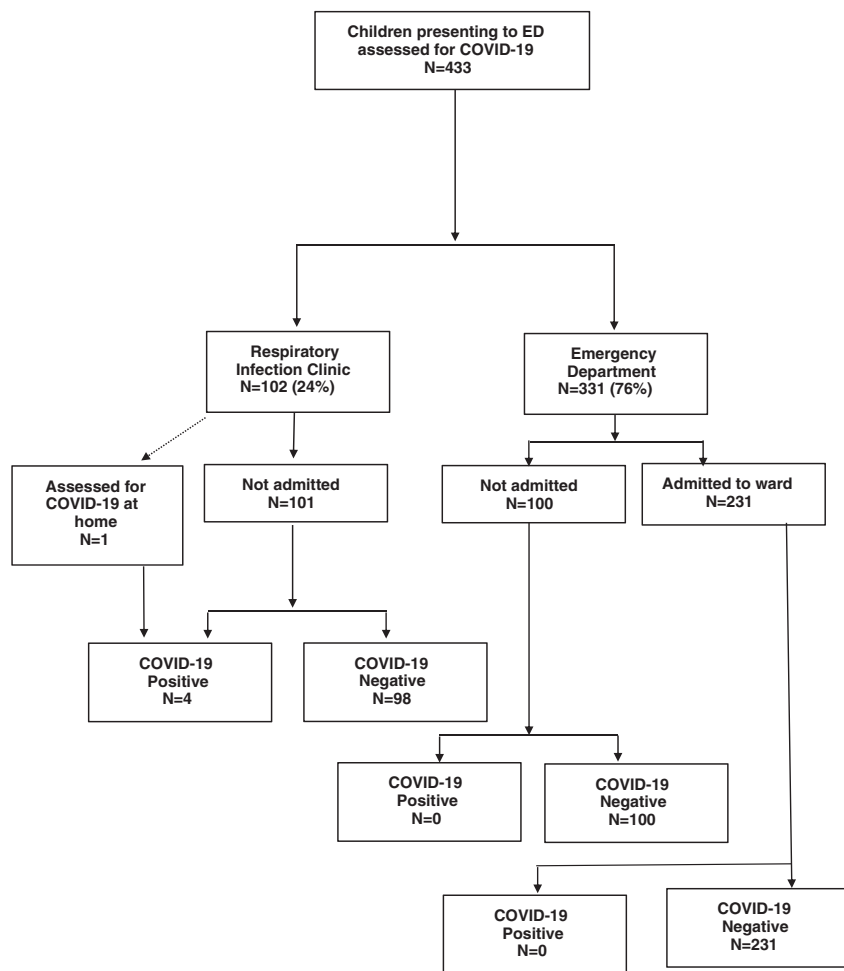 Children presenting to ED
assessed for COVID-19
N=433
Respiratory
Infection Clinic
N=102 (24%)
Emergency
Department
N=331 (76%)
Assessed for
COVID-19 at
home
N=1
Not admitted
N=101
Not admitted
N=100
Admitted to ward
N=231
COVID-19
Positive
N=4
COVID-19
Negative
N=98
COVID-19
Positive
N=0
COVID-19
Negative
N=100
COVID-19
Positive
N=0
COVID-19
Negative
N=231